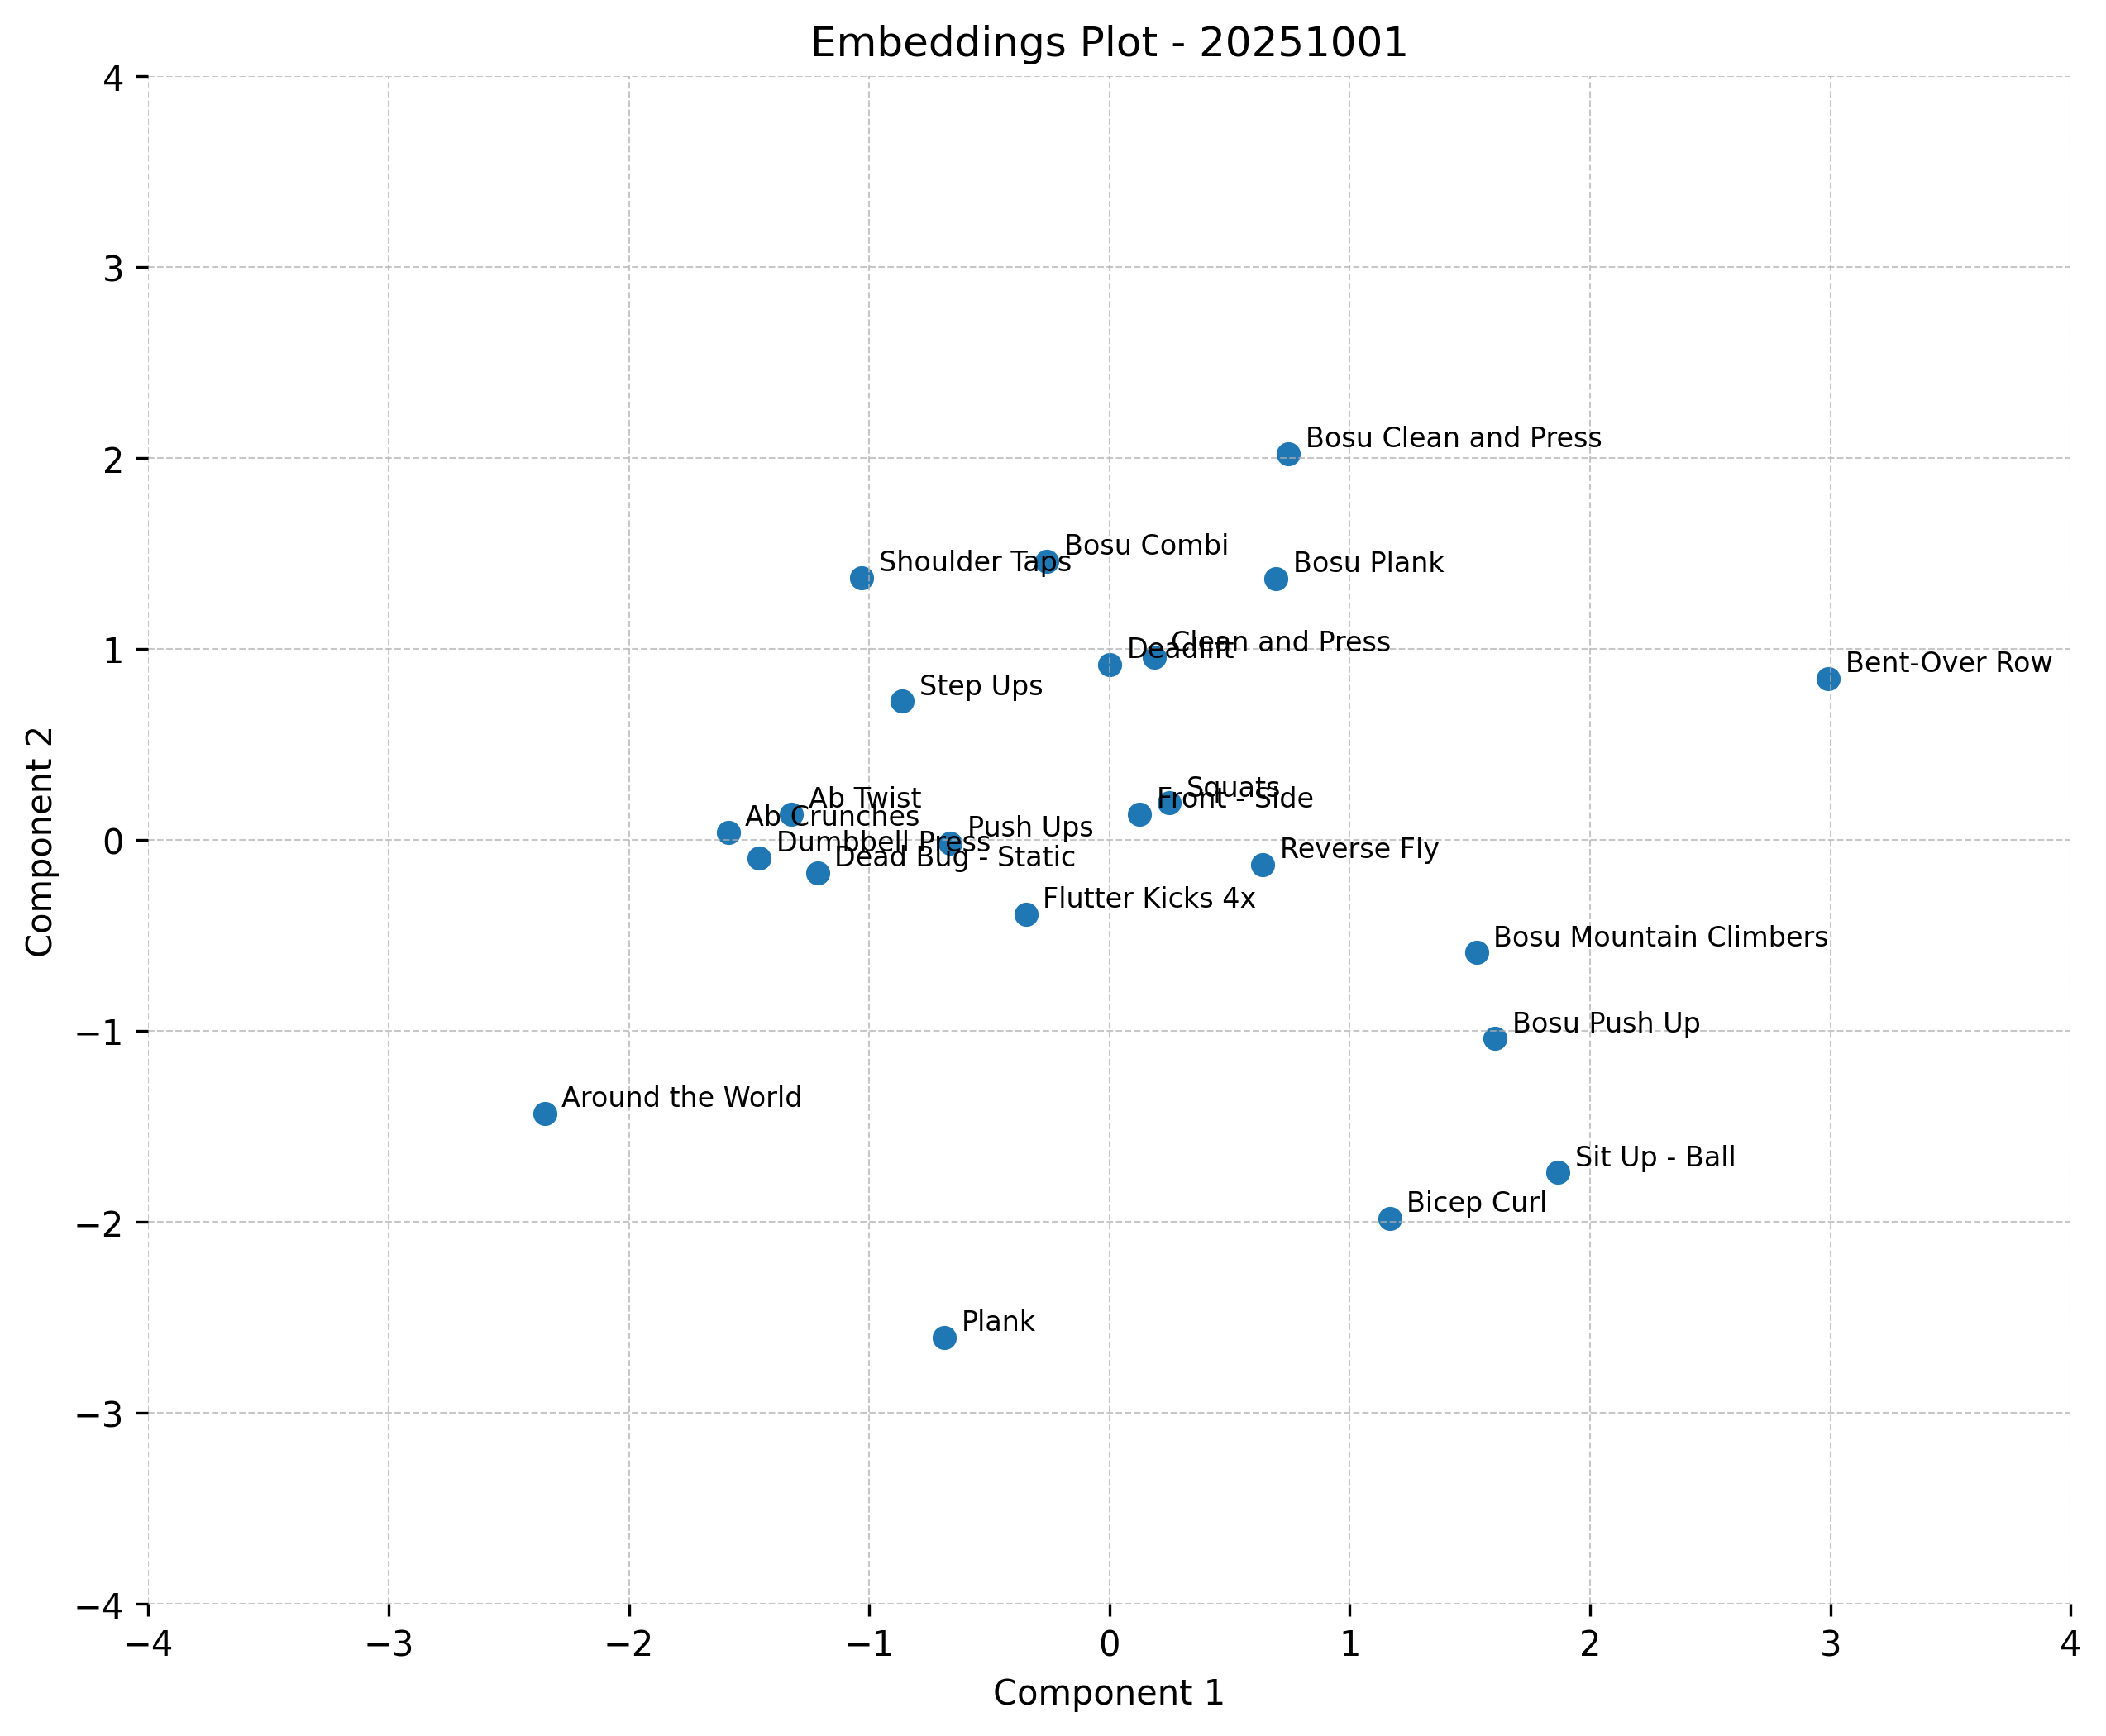 Embeddings Plot - 20251001
4
3
2
1
0
−1
−2
−3
−4
Component 2
Bosu Clean and Press
Bosu Combi
Shoulder Taps
Bosu Plank
Clean and Press
Deadlift
Bent-Over Row
Step Ups
Squats
Front - Side
Ab Twist
Ab Crunches
Push Ups
Dumbbell Press
Dead Bug - Static
Reverse Fly
Flutter Kicks 4x
Bosu Mountain Climbers
Bosu Push Up
Around the World
Sit Up - Ball
Bicep Curl
Plank
−4 −3 −2 −1 0 1 2 3 4
Component 1